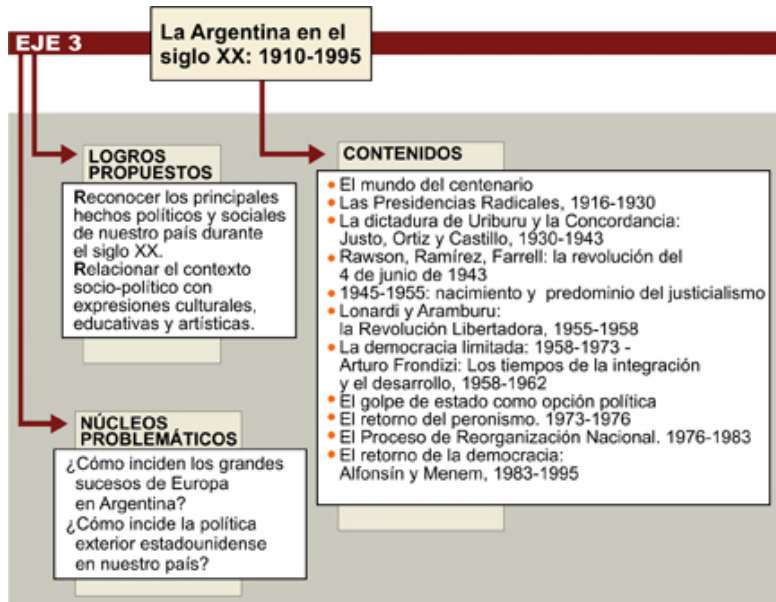 EJE 3
La Argentina en el
siglo XX: 1910-1995
LOGROS
PROPUESTOS
Reconocer los principales
hechos políticos y sociales
de nuestro país durante
el siglo XX.
Relacionar el contexto
socio-político con
expresiones culturales,
educativas y artísticas.
NÚCLEOS
PROBLEMÁTICOS
¿Cómo inciden los grandes
sucesos de Europa
en Argentina?
¿Cómo incide la política
exterior estadounidense
en nuestro país?
CONTENIDOS
• El mundo del centenario
• Las Presidencias Radicales, 1916-1930
• La dictadura de Uriburu y la Concordancia:
Justo, Ortiz y Castillo, 1930-1943
• Rawson, Ramírez, Farrell: la revolución del
4 de junio de 1943
• 1945-1955: nacimiento y predominio del justicialismo
• Lonardi y Aramburu:
la Revolución Libertadora, 1955-1958
• La democracia limitada: 1958-1973 -
Arturo Frondizi: Los tiempos de la integración
y el desarrollo, 1958-1962
• El golpe de estado como opción política
• El retorno del peronismo. 1973-1976
• El Proceso de Reorganización Nacional. 1976-1983
• El retorno de la democracia:
Alfonsín y Menem, 1983-1995